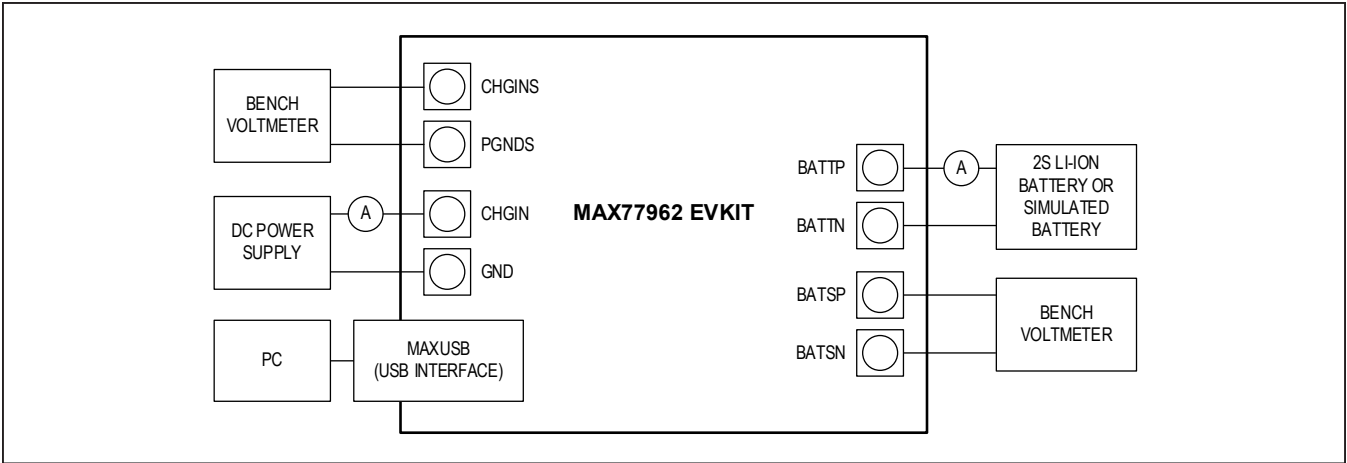 BENCH
VOLTMETER
CHGINS
PGNDS
DC POWER
SUPPLY
A
CHGIN
GND
PC
MAXUSB
(USB INTERFACE)
MAX77962 EVKIT
BATTP
BATTN
A
2S LI-ION
BATTERY OR
SIMULATED
BATTERY
BATSP
BATSN
BENCH
VOLTMETER